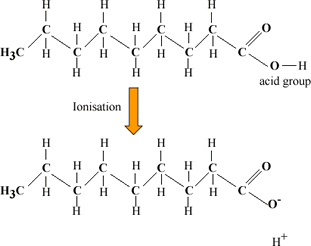 H H H H
C H C H C H C O
H₃C H C H C H C H C
H H H O H
acid group
Ionisation
H H H H
C H C H C H C O
H₃C H C H C H C H C
H H H O⁻
H⁺